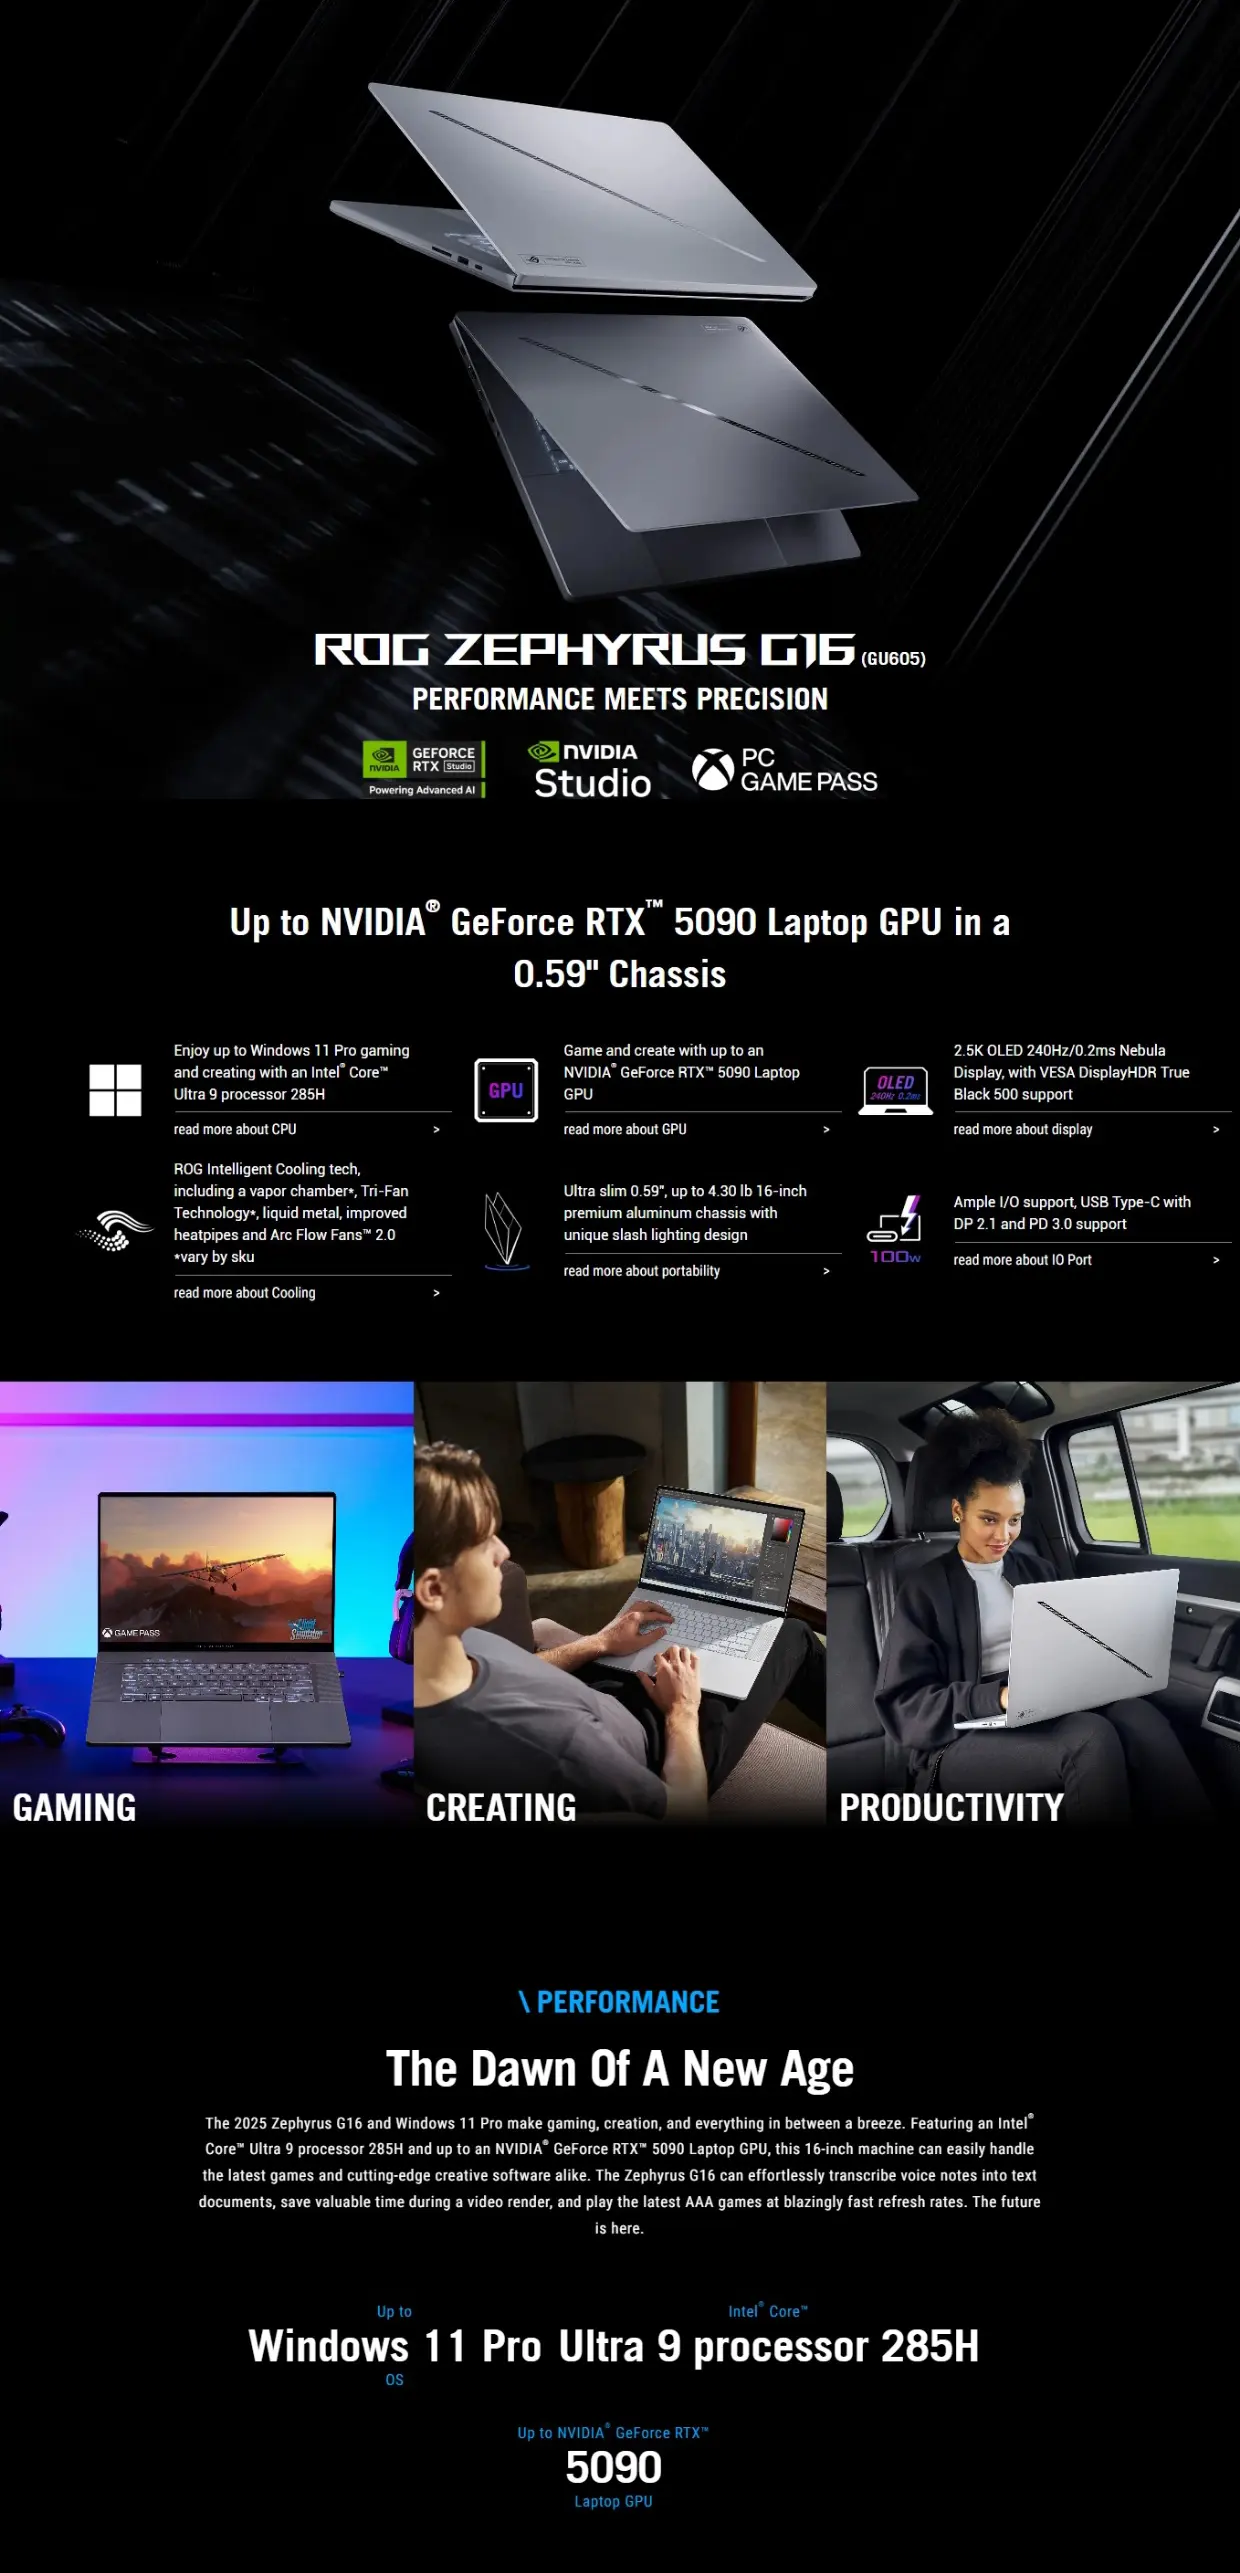 ROG ZEPHYRUS G16 (GU605)
PERFORMANCE MEETS PRECISION
NVIDIA
GEFORCE
RTX Studio
Powering Advanced AI
NVIDIA
Studio
PC
GAME PASS
Up to NVIDIA® GeForce RTX™ 5090 Laptop GPU in a
0.59" Chassis
Enjoy up to Windows 11 Pro gaming
and creating with an Intel® Core™
Ultra 9 processor 285H
read more about CPU >
GPU
Game and create with up to an
NVIDIA® GeForce RTX™ 5090 Laptop
GPU
read more about GPU >
OLED
240Hz 0.2ms
2.5K OLED 240Hz/0.2ms Nebula
Display, with VESA DisplayHDR True
Black 500 support
read more about display >
ROG Intelligent Cooling tech,
including a vapor chamber*, Tri-Fan
Technology*, liquid metal, improved
heatpipes and Arc Flow Fans™ 2.0
*vary by sku
read more about Cooling >
Ultra slim 0.59”, up to 4.30 lb 16-inch
premium aluminum chassis with
unique slash lighting design
read more about portability >
100W
Ample I/O support, USB Type-C with
DP 2.1 and PD 3.0 support
read more about IO Port >
GAME PASS
Flight
Simulator
GAMING
CREATING
PRODUCTIVITY
\ PERFORMANCE
The Dawn Of A New Age
The 2025 Zephyrus G16 and Windows 11 Pro make gaming, creation, and everything in between a breeze. Featuring an Intel®
Core™ Ultra 9 processor 285H and up to an NVIDIA® GeForce RTX™ 5090 Laptop GPU, this 16-inch machine can easily handle
the latest games and cutting-edge creative software alike. The Zephyrus G16 can effortlessly transcribe voice notes into text
documents, save valuable time during a video render, and play the latest AAA games at blazingly fast refresh rates. The future
is here.
Up to
Windows 11 Pro
OS
Intel® Core™
Ultra 9 processor 285H
Up to NVIDIA® GeForce RTX™
5090
Laptop GPU